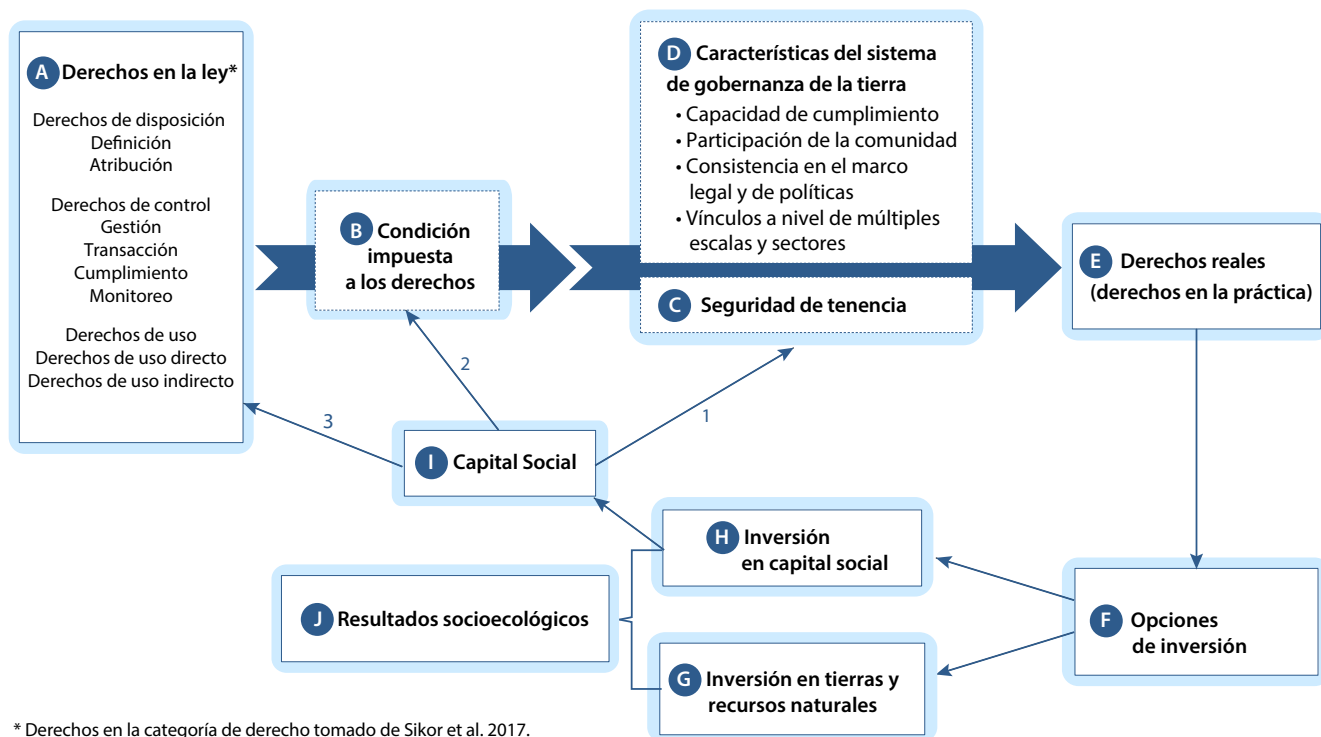 A Derechos en la ley*
Derechos de disposición
Definición
Atribución
Derechos de control
Gestión
Transacción
Cumplimiento
Monitoreo
Derechos de uso
Derechos de uso directo
Derechos de uso indirecto
B Condición
impuesta
a los derechos
D Características del sistema
de gobernanza de la tierra
• Capacidad de cumplimiento
• Participación de la comunidad
• Consistencia en el marco
legal y de políticas
• Vínculos a nivel de múltiples
escalas y sectores
C Seguridad de tenencia
E Derechos reales
(derechos en la práctica)
2
1
3
I Capital Social
H Inversión
en capital social
J Resultados socioecológicos
F Opciones
de inversión
G Inversión en tierras y
recursos naturales
* Derechos en la categoría de derecho tomado de Sikor et al. 2017.